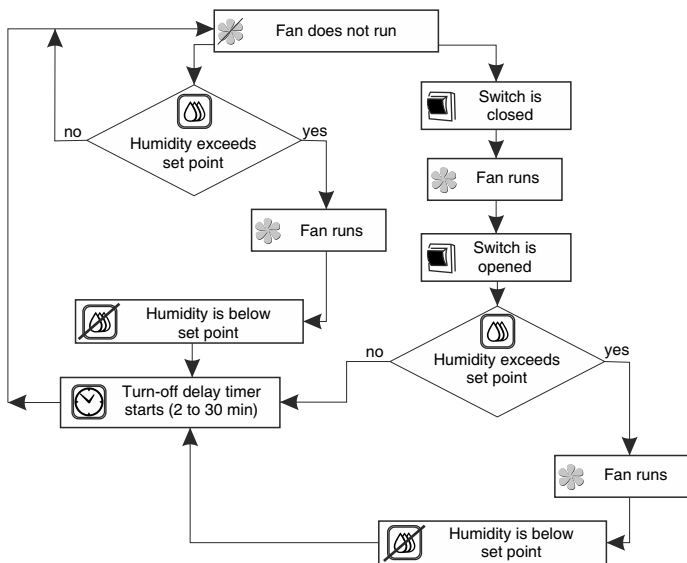 Fan does not run
Switch is
closed
no
Humidity exceeds
set point
yes
Fan runs
Fan runs
Switch is
opened
Humidity is below
set point
no
Humidity exceeds
set point
yes
Turn-off delay timer
starts (2 to 30 min)
Fan runs
Humidity is below
set point